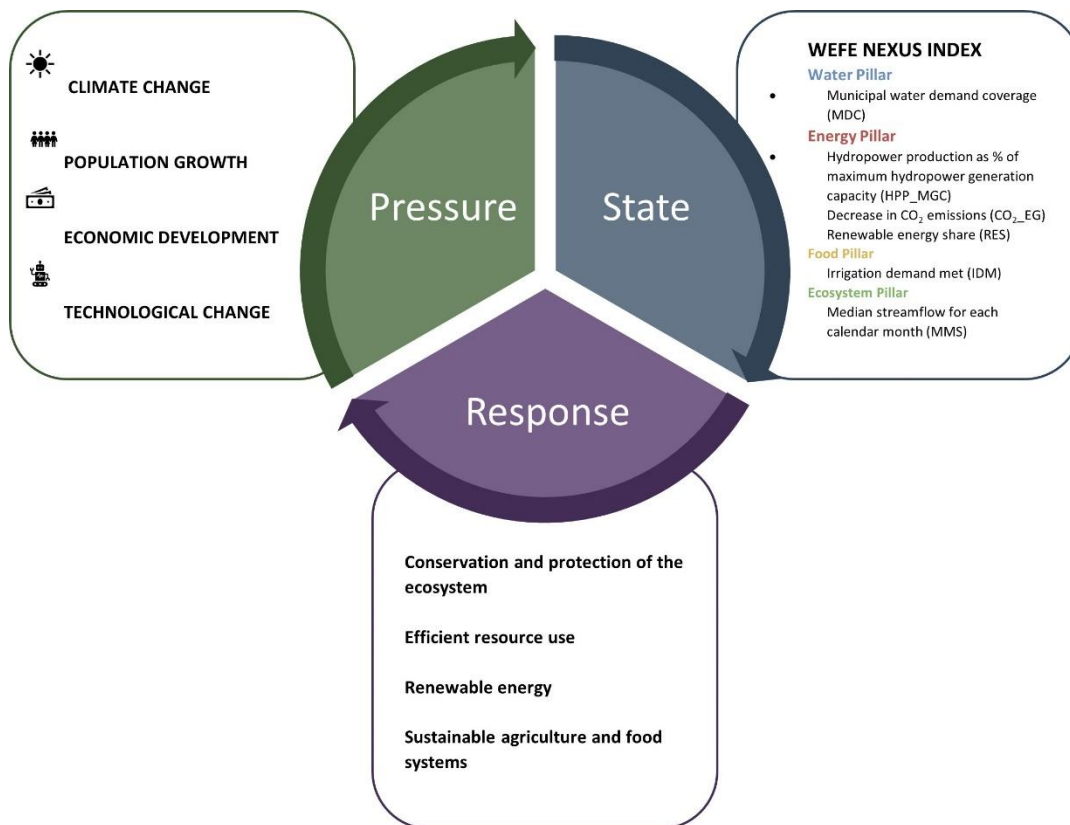 CLIMATE CHANGE
POPULATION GROWTH
ECONOMIC DEVELOPMENT
TECHNOLOGICAL CHANGE
Pressure
State
Response
WEFE NEXUS INDEX
Water Pillar
• Municipal water demand coverage
(MDC)
Energy Pillar
• Hydropower production as % of
maximum hydropower generation
capacity (HPP_MGC)
Decrease in CO₂ emissions (CO₂_EG)
Renewable energy share (RES)
Food Pillar
Irrigation demand met (IDM)
Ecosystem Pillar
Median streamflow for each
calendar month (MMS)
Conservation and protection of the
ecosystem
Efficient resource use
Renewable energy
Sustainable agriculture and food
systems